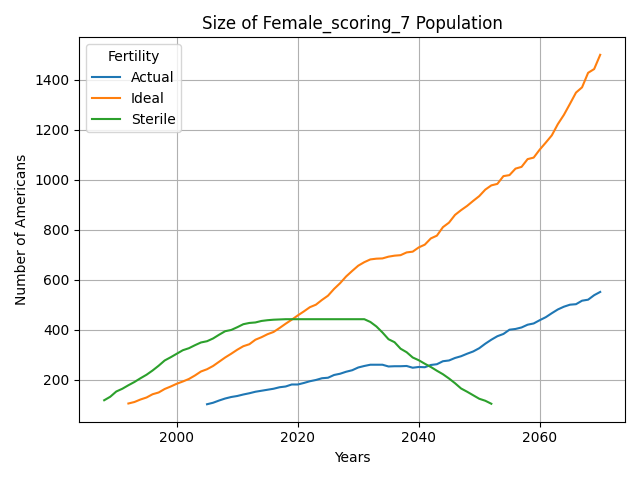 Size of Female_scoring_7 Population
Fertility
Actual
Ideal
Sterile
1400
1200
1000
800
600
400
200
Number of Americans
2000 2020 2040 2060
Years